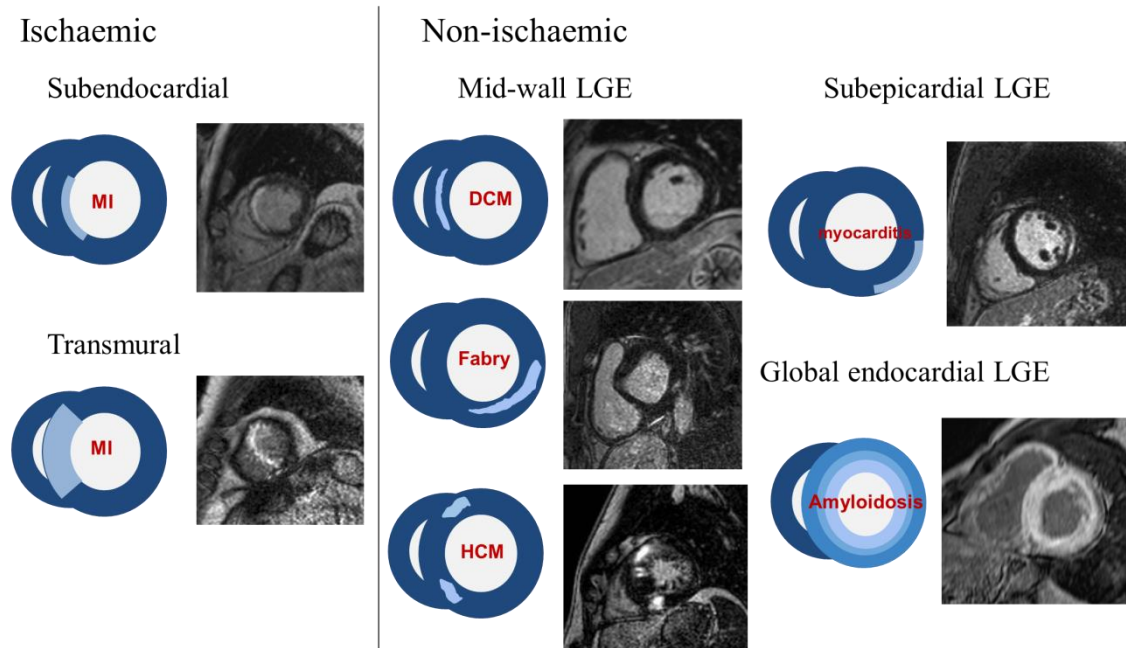 Ischaemic
Subendocardial
MI
Transmural
MI
Non-ischaemic
Mid-wall LGE
DCM
Fabry
HCM
Subepicardial LGE
myocarditis
Global endocardial LGE
Amyloidosis